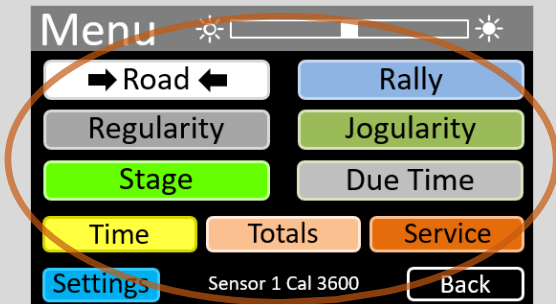 Menu
➡ Road ⬅ Rally
Regularity Jogularity
Stage Due Time
Time Totals Service
Settings Sensor 1 Cal 3600 Back